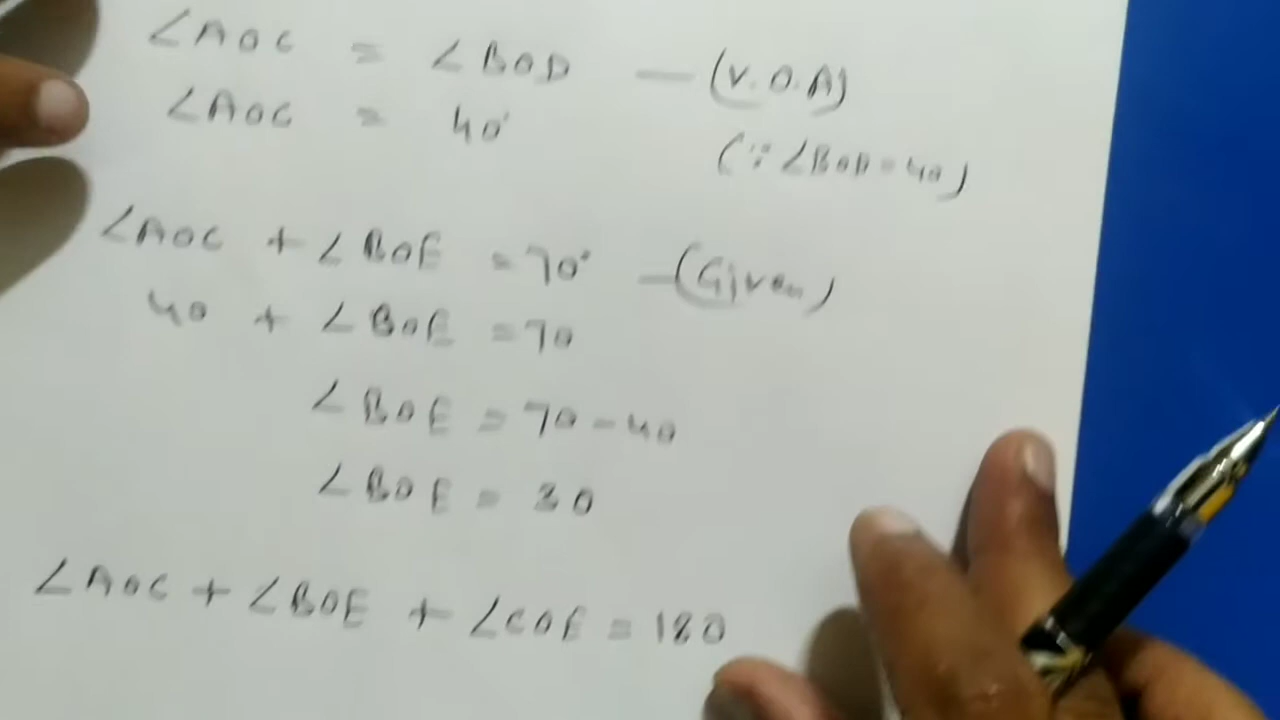 ∠AOC = ∠BOD — (V.O.A)
∠AOC = 40°
(∵ ∠BOD = 40)
∠AOC + ∠BOE = 70° — (Given)
40 + ∠BOE = 70
∠BOE = 70 - 40
∠BOE = 30
∠AOC + ∠BOE + ∠COE = 180